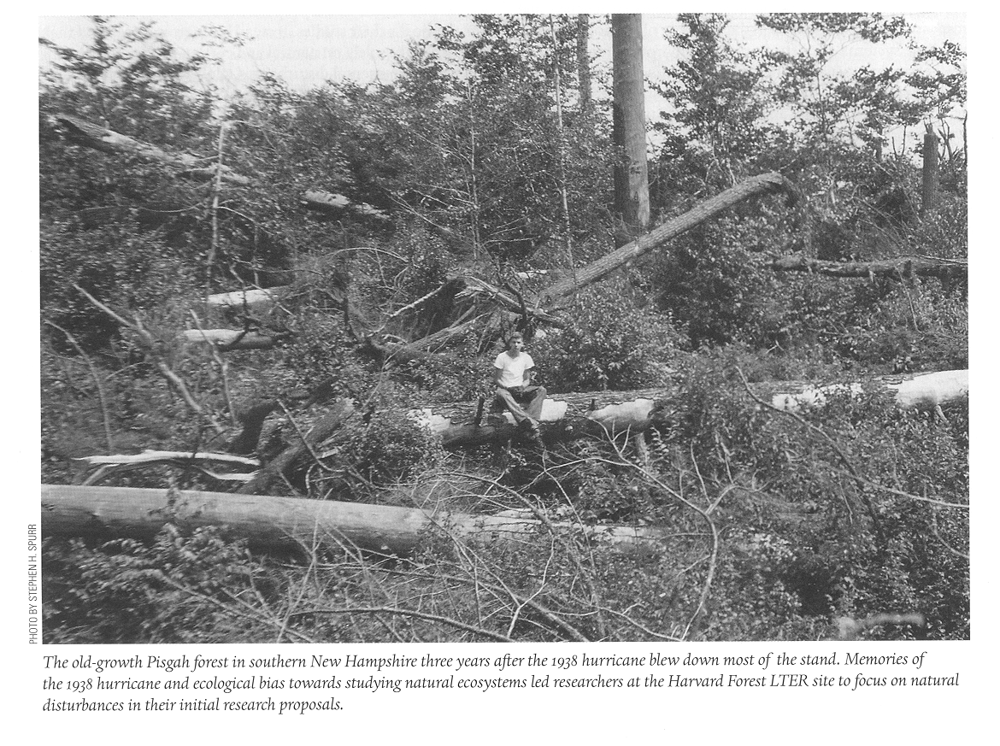 PHOTO BY STEPHEN H. SPURR
The old-growth Pisgah forest in southern New Hampshire three years after the 1938 hurricane blew down most of the stand. Memories of
the 1938 hurricane and ecological bias towards studying natural ecosystems led researchers at the Harvard Forest LTER site to focus on natural
disturbances in their initial research proposals.